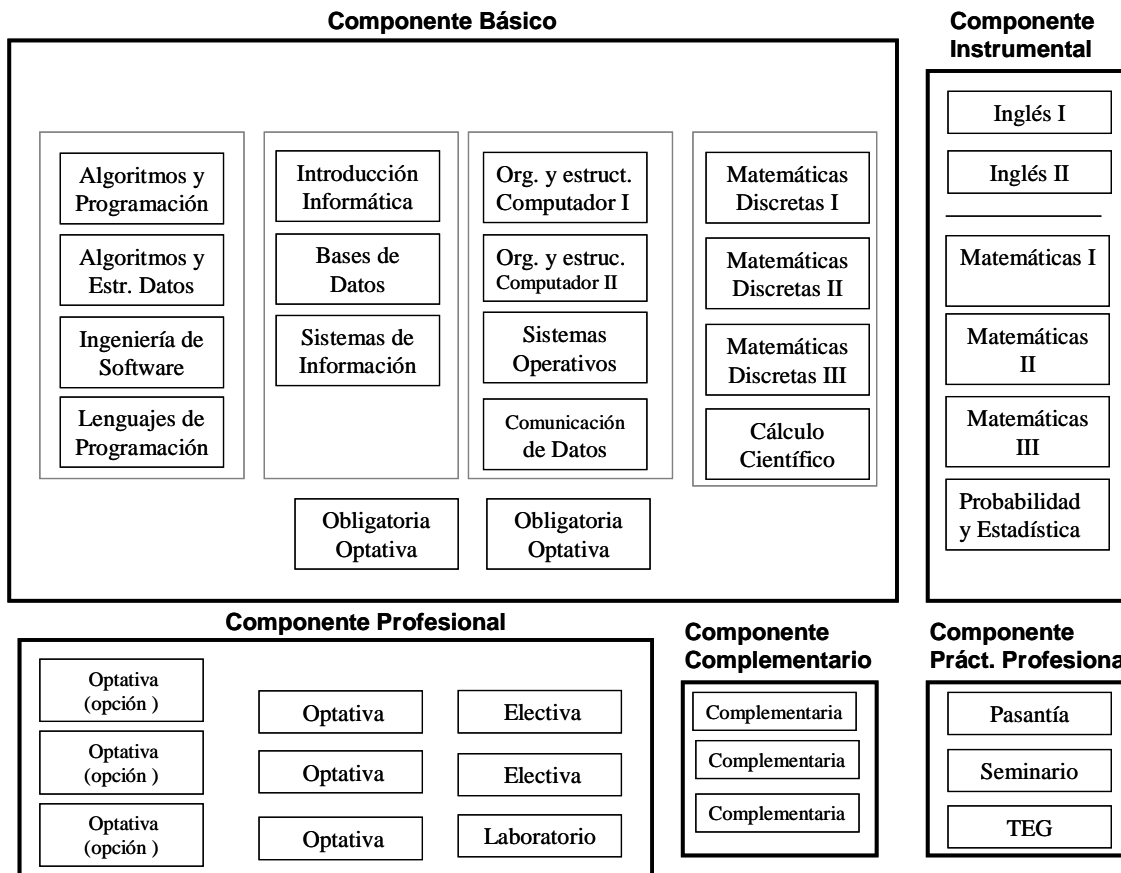 Componente Básico
Algoritmos y
Programación
Algoritmos y
Estr. Datos
Ingeniería de
Software
Lenguajes de
Programación
Introducción
Informática
Bases de
Datos
Sistemas de
Información
Org. y estruct.
Computador I
Org. y estruc.
Computador II
Sistemas
Operativos
Comunicación
de Datos
Matemáticas
Discretas I
Matemáticas
Discretas II
Matemáticas
Discretas III
Cálculo
Científico
Obligatoria
Optativa
Obligatoria
Optativa
Componente
Instrumental
Inglés I
Inglés II
Matemáticas I
Matemáticas
II
Matemáticas
III
Probabilidad
y Estadística
Componente Profesional
Optativa
(opción )
Optativa
(opción )
Optativa
(opción )
Optativa
Optativa
Optativa
Electiva
Electiva
Laboratorio
Componente
Complementario
Complementaria
Complementaria
Complementaria
Componente
Práct. Profesiona
Pasantía
Seminario
TEG